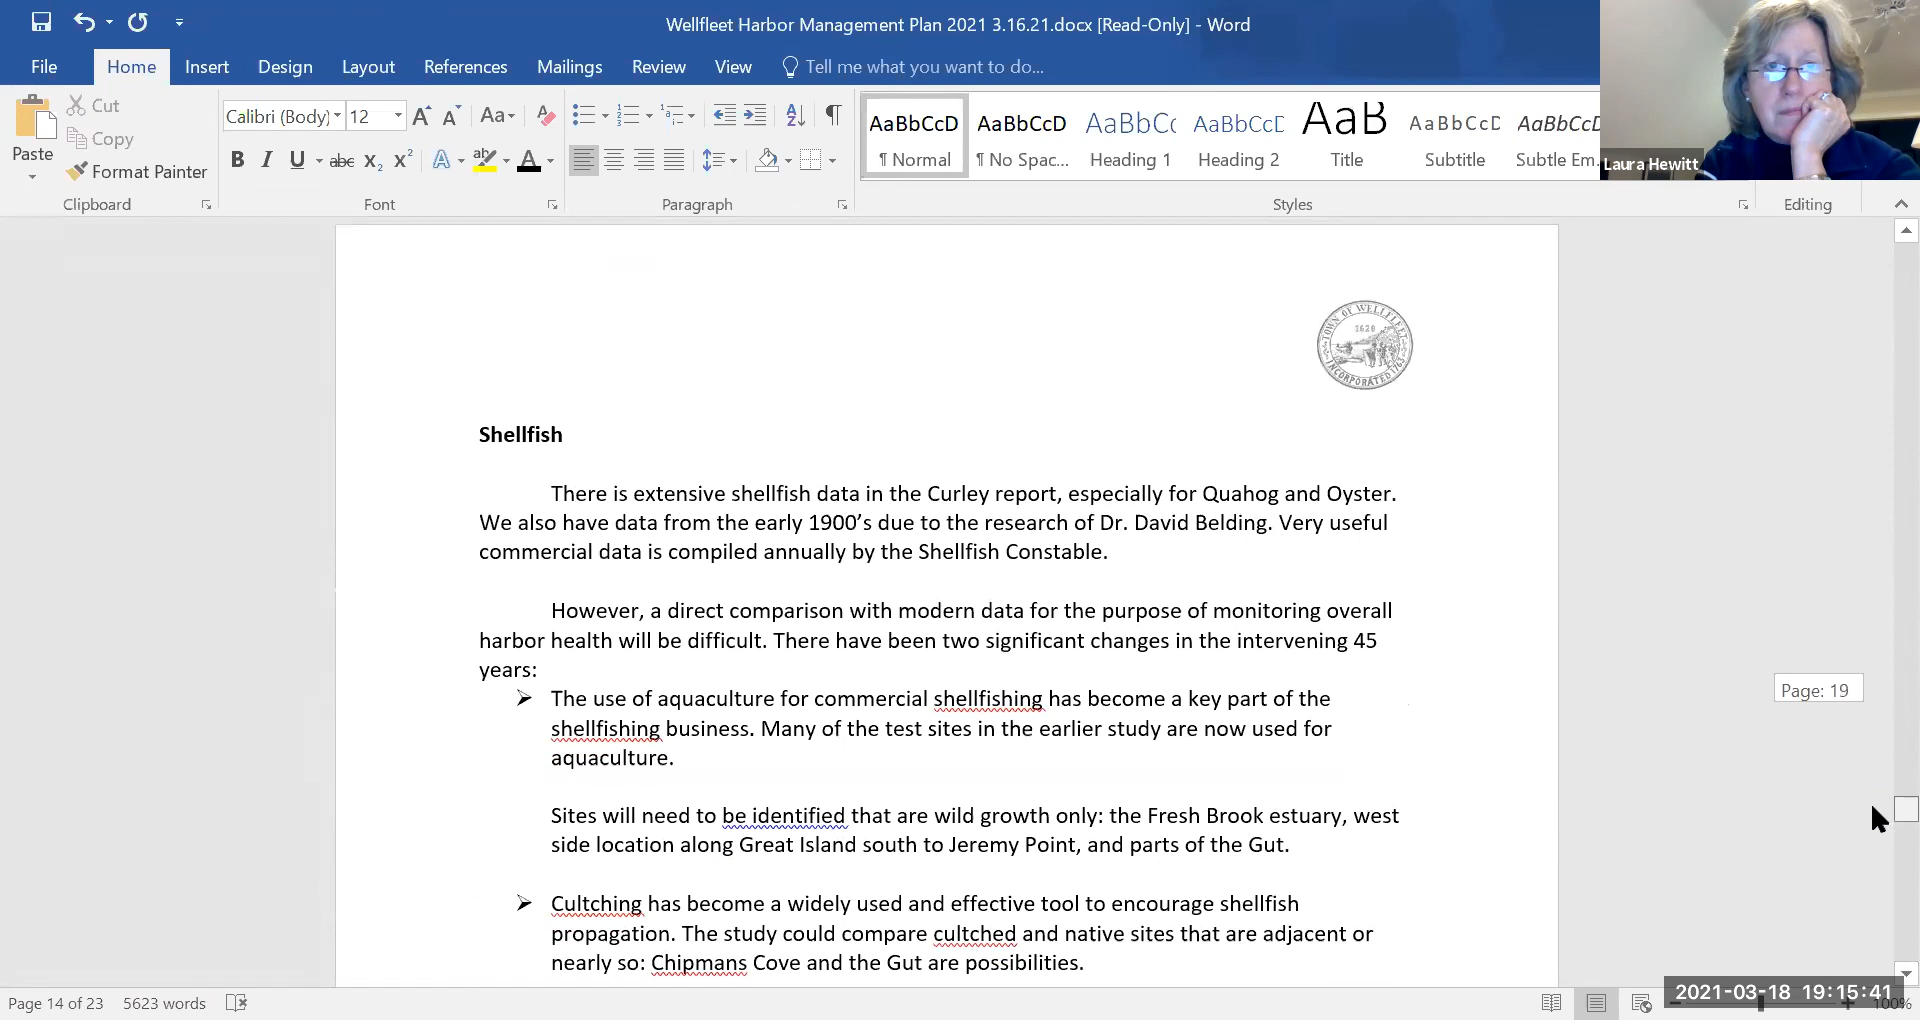 Wellfleet Harbor Management Plan 2021 3.16.21.docx [Read-Only] - Word
File Home Insert Design Layout References Mailings Review View Tell me what you want to do...
Paste
Cut
Copy
Format Painter
Clipboard
Calibri (Body) 12
Font
Paragraph
AaBbCcD AaBbCcD AaBbCc AaBbCcD AaB AaBbCcD AaBbCcD
¶ Normal ¶ No Spac... Heading 1 Heading 2 Title Subtitle Subtle Em...
Styles
Editing
Laura Hewitt
TOWN OF WELLFLEET
1620
INCORPORATED 1763
Shellfish
There is extensive shellfish data in the Curley report, especially for Quahog and Oyster.
We also have data from the early 1900’s due to the research of Dr. David Belding. Very useful
commercial data is compiled annually by the Shellfish Constable.
However, a direct comparison with modern data for the purpose of monitoring overall
harbor health will be difficult. There have been two significant changes in the intervening 45
years:
The use of aquaculture for commercial shellfishing has become a key part of the
shellfishing business. Many of the test sites in the earlier study are now used for
aquaculture.
Sites will need to be identified that are wild growth only: the Fresh Brook estuary, west
side location along Great Island south to Jeremy Point, and parts of the Gut.
Cultching has become a widely used and effective tool to encourage shellfish
propagation. The study could compare cultched and native sites that are adjacent or
nearly so: Chipmans Cove and the Gut are possibilities.
Page: 19
Page 14 of 23 5623 words
2021-03-18 19:15:41
100%